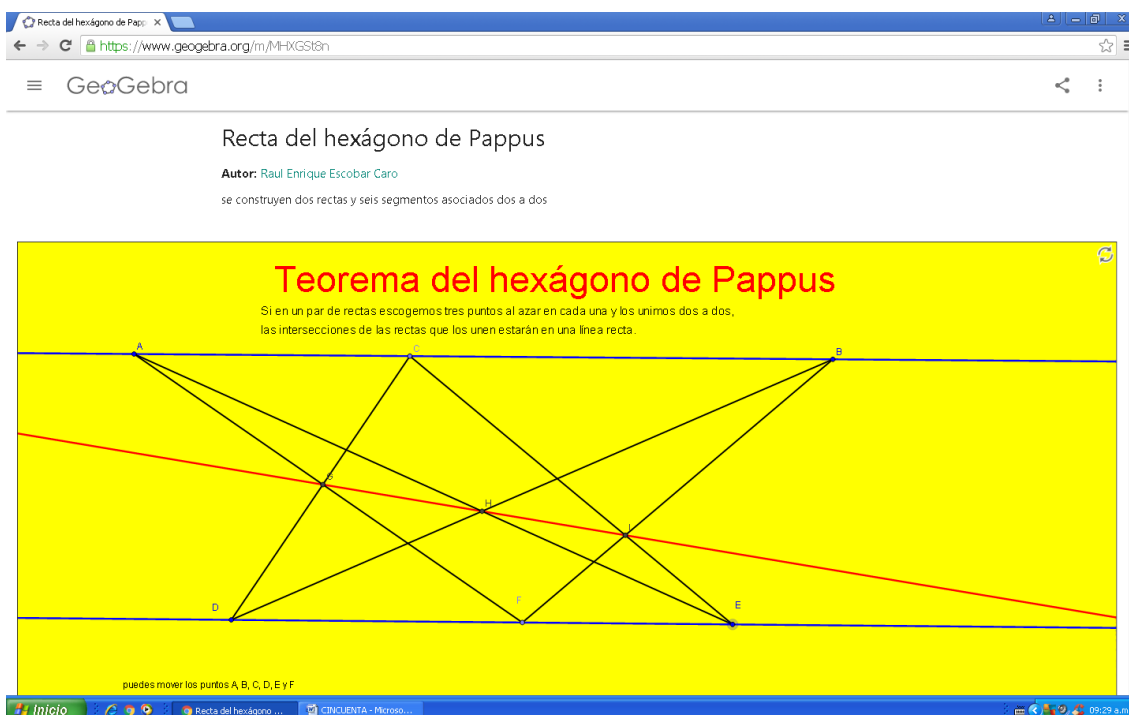 Recta del hexágono de Papp
https://www.geogebra.org/m/MHXGSt8n
GeoGebra
Recta del hexágono de Pappus
Autor: Raul Enrique Escobar Caro
se construyen dos rectas y seis segmentos asociados dos a dos
Teorema del hexágono de Pappus
Si en un par de rectas escogemos tres puntos al azar en cada una y los unimos dos a dos,
las intersecciones de las rectas que los unen estarán en una línea recta.
A C B
G
H
I
D F E
puedes mover los puntos A, B, C, D, E y F
Inicio Recta del hexágono ... CINCUENTA - Microso... 09:29 a.m